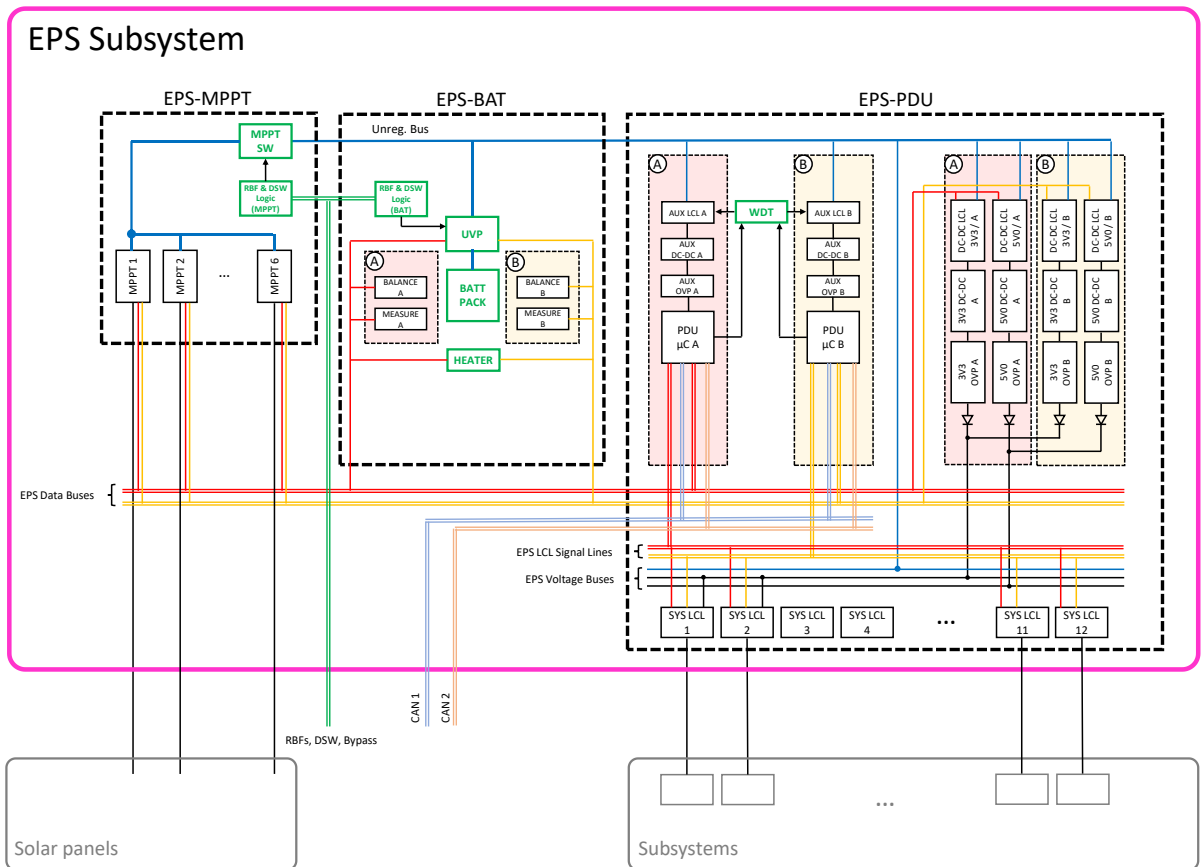 EPS Subsystem
EPS-MPPT
EPS-BAT
EPS-PDU
Unreg. Bus
MPPT
SW
RBF & DSW
Logic
(MPPT)
RBF & DSW
Logic
(BAT)
UVP
MPPT 1
MPPT 2
...
MPPT 6
A
BALANCE
A
MEASURE
A
BATT
PACK
B
BALANCE
B
MEASURE
B
HEATER
A
AUX LCL A
AUX
DC-DC A
AUX
OVP A
PDU
µC A
WDT
B
AUX LCL B
AUX
DC-DC B
AUX
OVP B
PDU
µC B
A
DC-DC LCL
3V3 / A
DC-DC LCL
5V0 / A
3V3 DC-DC
A
5V0 DC-DC
A
3V3
OVP A
5V0
OVP A
B
DC-DC LCL
3V3 / B
DC-DC LCL
5V0 / B
3V3 DC-DC
B
5V0 DC-DC
B
3V3
OVP B
5V0
OVP B
EPS Data Buses
EPS LCL Signal Lines
EPS Voltage Buses
SYS LCL
1
SYS LCL
2
SYS LCL
3
SYS LCL
4
...
SYS LCL
11
SYS LCL
12
CAN 1
CAN 2
RBFs, DSW, Bypass
...
Solar panels
Subsystems